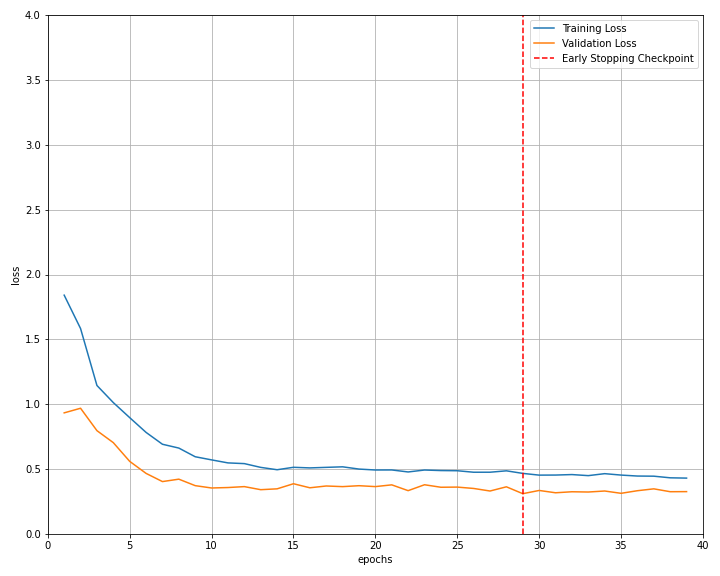 4.0
3.5
3.0
2.5
2.0
1.5
1.0
0.5
0.0
loss
Training Loss
Validation Loss
Early Stopping Checkpoint
0 5 10 15 20 25 30 35 40
epochs